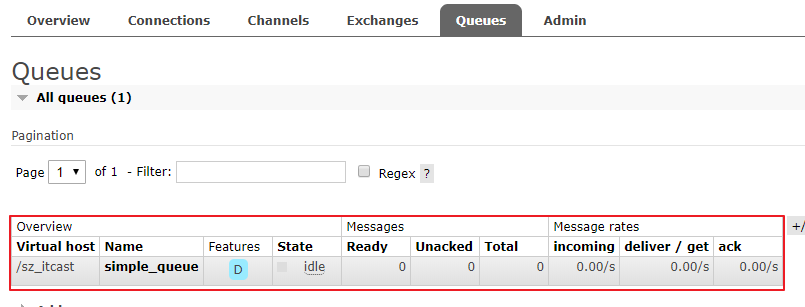 Overview Connections Channels Exchanges Queues Admin
Queues
All queues (1)
Pagination
Page 1 of 1 - Filter: Regex ?
Overview Messages Message rates +/
Virtual host Name Features State Ready Unacked Total incoming deliver / get ack
/sz_itcast simple_queue D idle 0 0 0 0.00/s 0.00/s 0.00/s